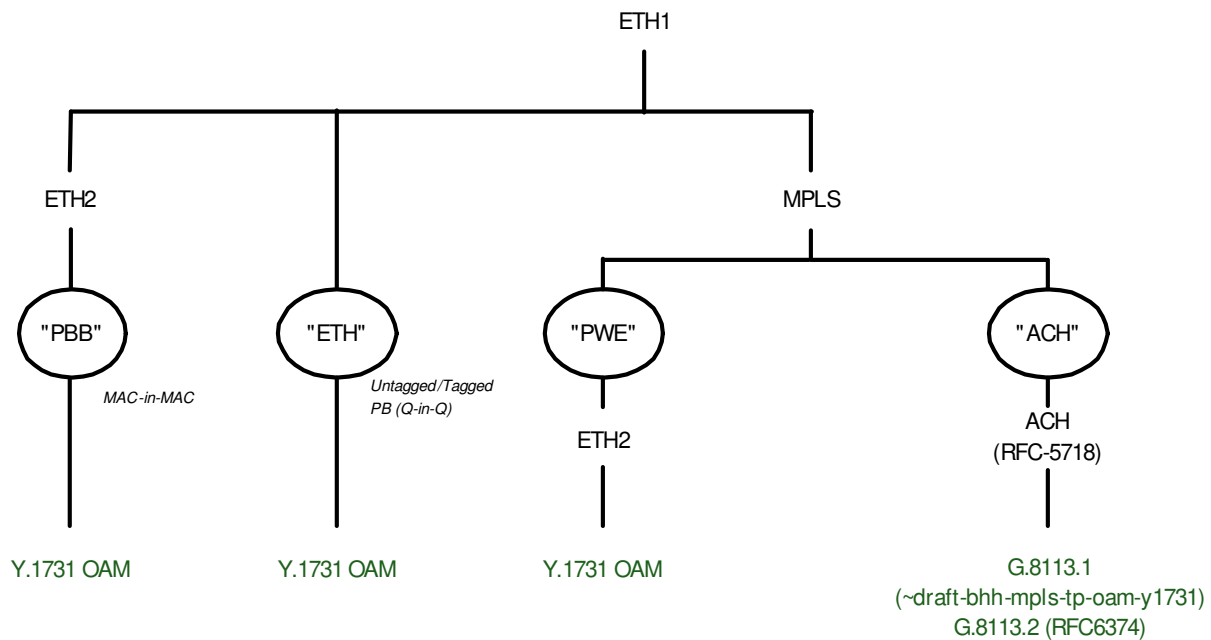 ETH1
ETH2
MPLS
"PBB"
"ETH"
"PWE"
"ACH"
MAC-in-MAC
Untagged/Tagged
PB (Q-in-Q)
ETH2
ACH
(RFC-5718)
Y.1731 OAM
Y.1731 OAM
Y.1731 OAM
G.8113.1
(~draft-bhh-mpls-tp-oam-y1731)
G.8113.2 (RFC6374)